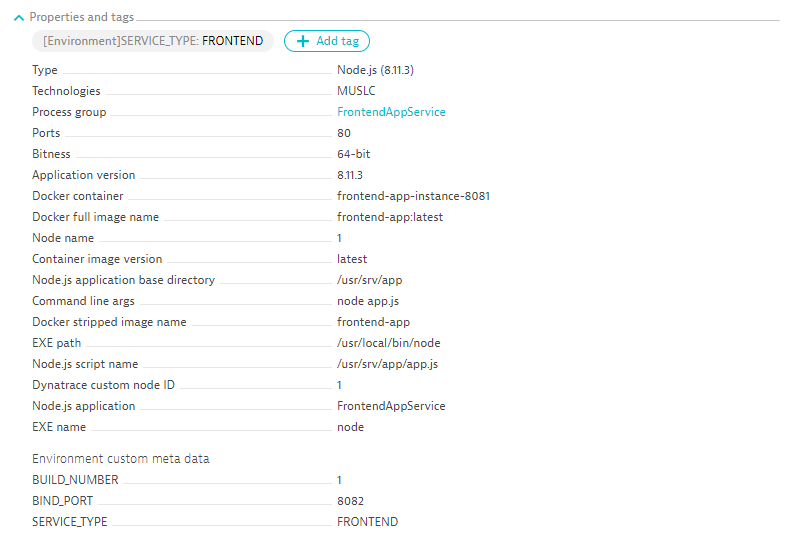 Properties and tags
[Environment]SERVICE_TYPE: FRONTEND
Add tag
Type Node.js (8.11.3)
Technologies MUSLC
Process group FrontendAppService
Ports 80
Bitness 64-bit
Application version 8.11.3
Docker container frontend-app-instance-8081
Docker full image name frontend-app:latest
Node name 1
Container image version latest
Node.js application base directory /usr/srv/app
Command line args node app.js
Docker stripped image name frontend-app
EXE path /usr/local/bin/node
Node.js script name /usr/srv/app/app.js
Dynatrace custom node ID 1
Node.js application FrontendAppService
EXE name node
Environment custom meta data
BUILD_NUMBER 1
BIND_PORT 8082
SERVICE_TYPE FRONTEND